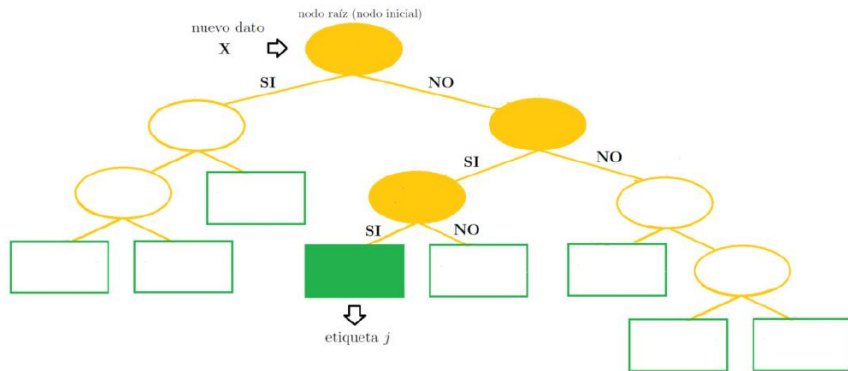 nodo raíz (nodo inicial)
nuevo dato
X
SI
NO
SI
NO
SI
NO
etiqueta j